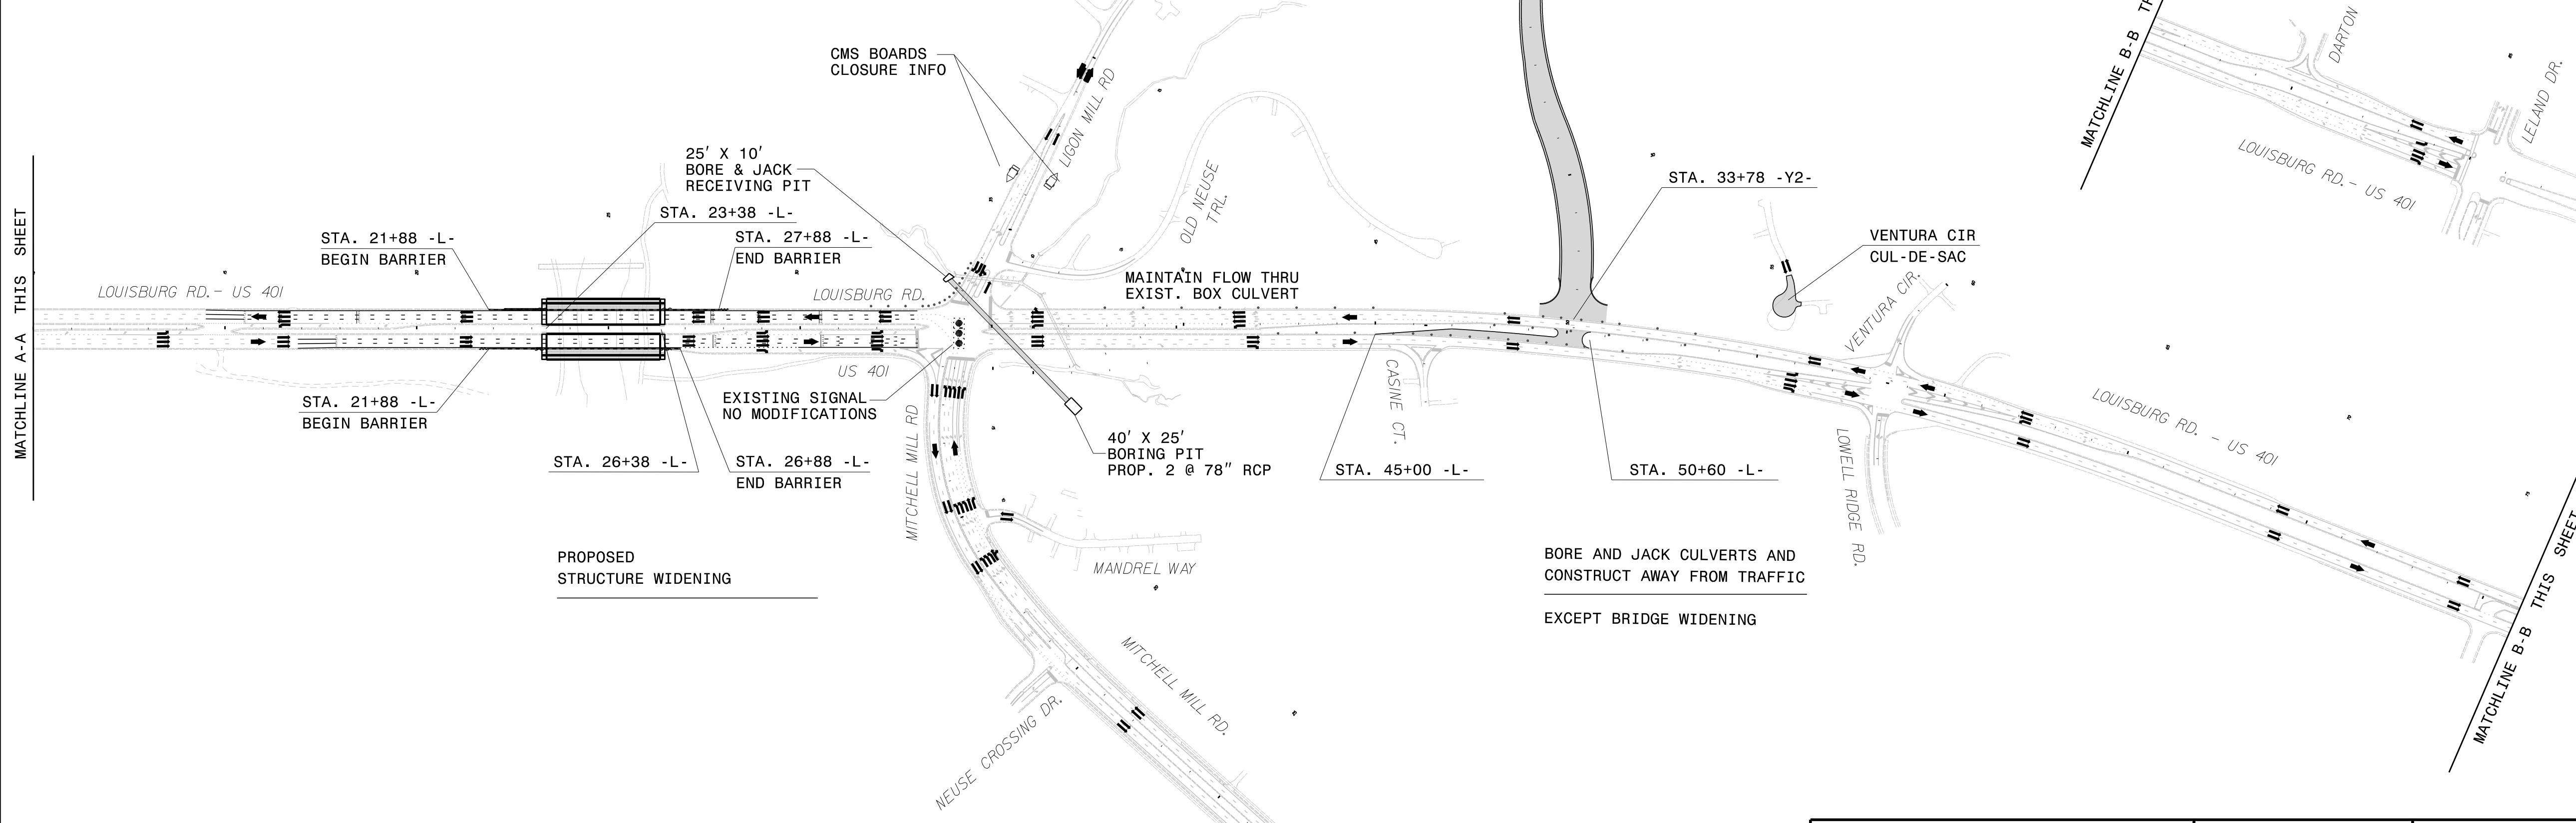 MATCHLINE A-A THIS SHEET
CMS BOARDS
CLOSURE INFO
25' X 10'
BORE & JACK
RECEIVING PIT
STA. 23+38 -L-
STA. 21+88 -L-
BEGIN BARRIER
STA. 27+88 -L-
END BARRIER
LOUISBURG RD.- US 401
LOUISBURG RD.
US 401
STA. 21+88 -L-
BEGIN BARRIER
EXISTING SIGNAL
NO MODIFICATIONS
STA. 26+38 -L-
STA. 26+88 -L-
END BARRIER
PROPOSED
STRUCTURE WIDENING
LIGON MILL RD
OLD NEUSE
TRL.
MAINTAIN FLOW THRU
EXIST. BOX CULVERT
MITCHELL MILL RD
40' X 25'
BORING PIT
PROP. 2 @ 78" RCP
MANDREL WAY
MITCHELL MILL RD.
NEUSE CROSSING DR.
CASINE CT.
STA. 45+00 -L-
STA. 33+78 -Y2-
STA. 50+60 -L-
VENTURA CIR
CUL-DE-SAC
VENTURA CIR.
LOWELL RIDGE RD.
BORE AND JACK CULVERTS AND
CONSTRUCT AWAY FROM TRAFFIC
EXCEPT BRIDGE WIDENING
LOUISBURG RD. - US 401
MATCHLINE B-B
DARTON
LELAND DR.
LOUISBURG RD.- US 401
MATCHLINE B-B THIS SHEET